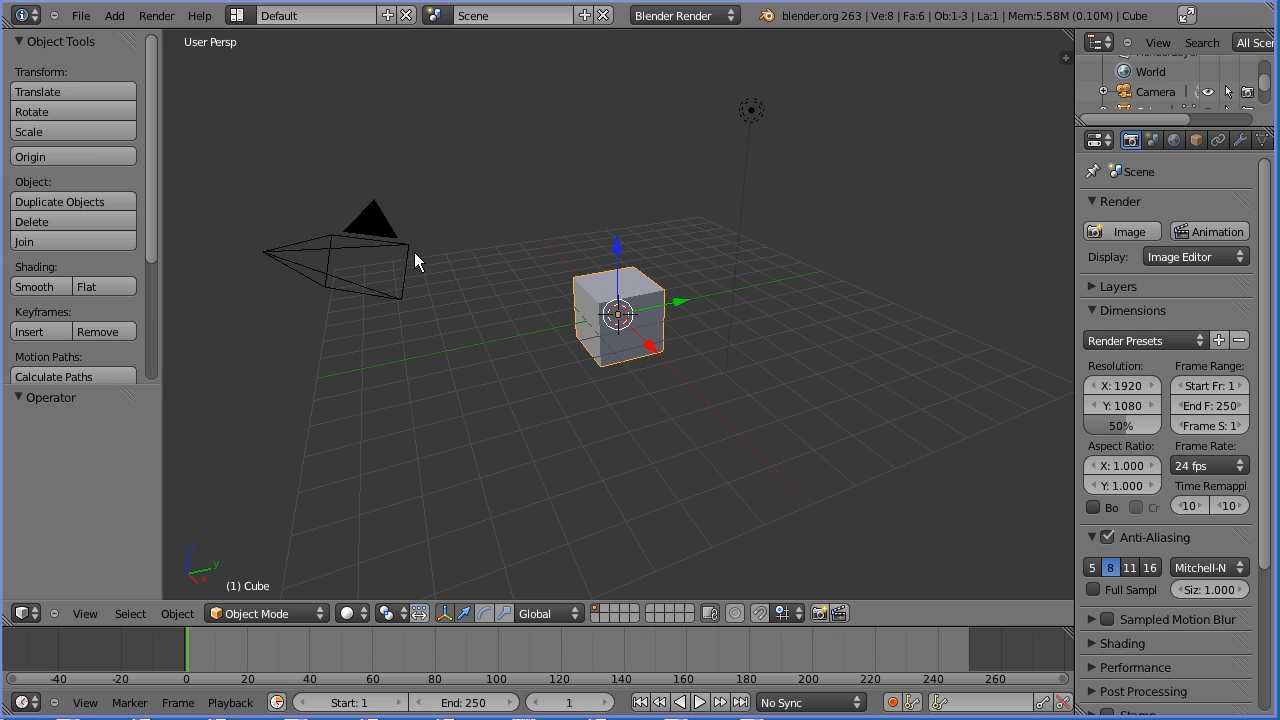 File Add Render Help Default Scene Blender Render blender.org 263 | Ve:8 | Fa:6 | Ob:1-3 | La:1 | Mem:5.58M (0.10M) | Cube
Object Tools
Transform:
Translate
Rotate
Scale
Origin
Object:
Duplicate Objects
Delete
Join
Shading:
Smooth Flat
Keyframes:
Insert Remove
Motion Paths:
Calculate Paths
Operator
User Persp
z
y
x
(1) Cube
View Select Object Object Mode Global
-40 -20 0 20 40 60 80 100 120 140 160 180 200 220 240 260
View Marker Frame Playback Start: 1 End: 250 1 No Sync
View Search All Scen
World
Camera
Scene
Render
Image Animation
Display: Image Editor
Layers
Dimensions
Render Presets
Resolution: Frame Range:
X: 1920 Start Fr: 1
Y: 1080 End F: 250
50% Frame S: 1
Aspect Ratio: Frame Rate:
X: 1.000 24 fps
Y: 1.000 Time Remappi
Bo Cr 10 10
Anti-Aliasing
5 8 11 16 Mitchell-N
Full Sampl Siz: 1.000
Sampled Motion Blur
Shading
Performance
Post Processing